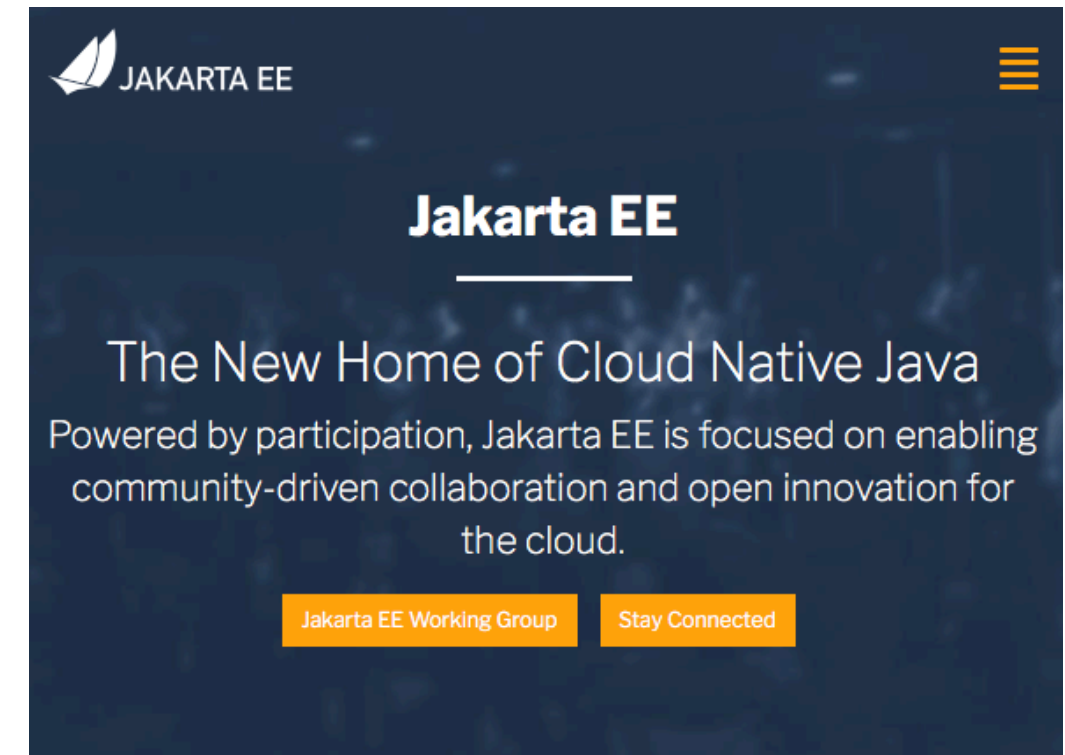 JAKARTA EE
Jakarta EE
The New Home of Cloud Native Java
Powered by participation, Jakarta EE is focused on enabling
community-driven collaboration and open innovation for
the cloud.
Jakarta EE Working Group
Stay Connected